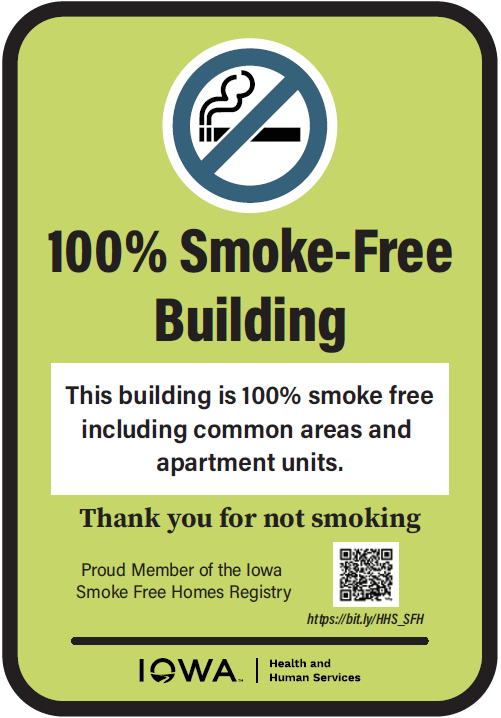 100% Smoke-Free
Building
This building is 100% smoke free
including common areas and
apartment units.
Thank you for not smoking
Proud Member of the Iowa
Smoke Free Homes Registry
https://bit.ly/HHS_SFH
IOWA™ | Health and
Human Services